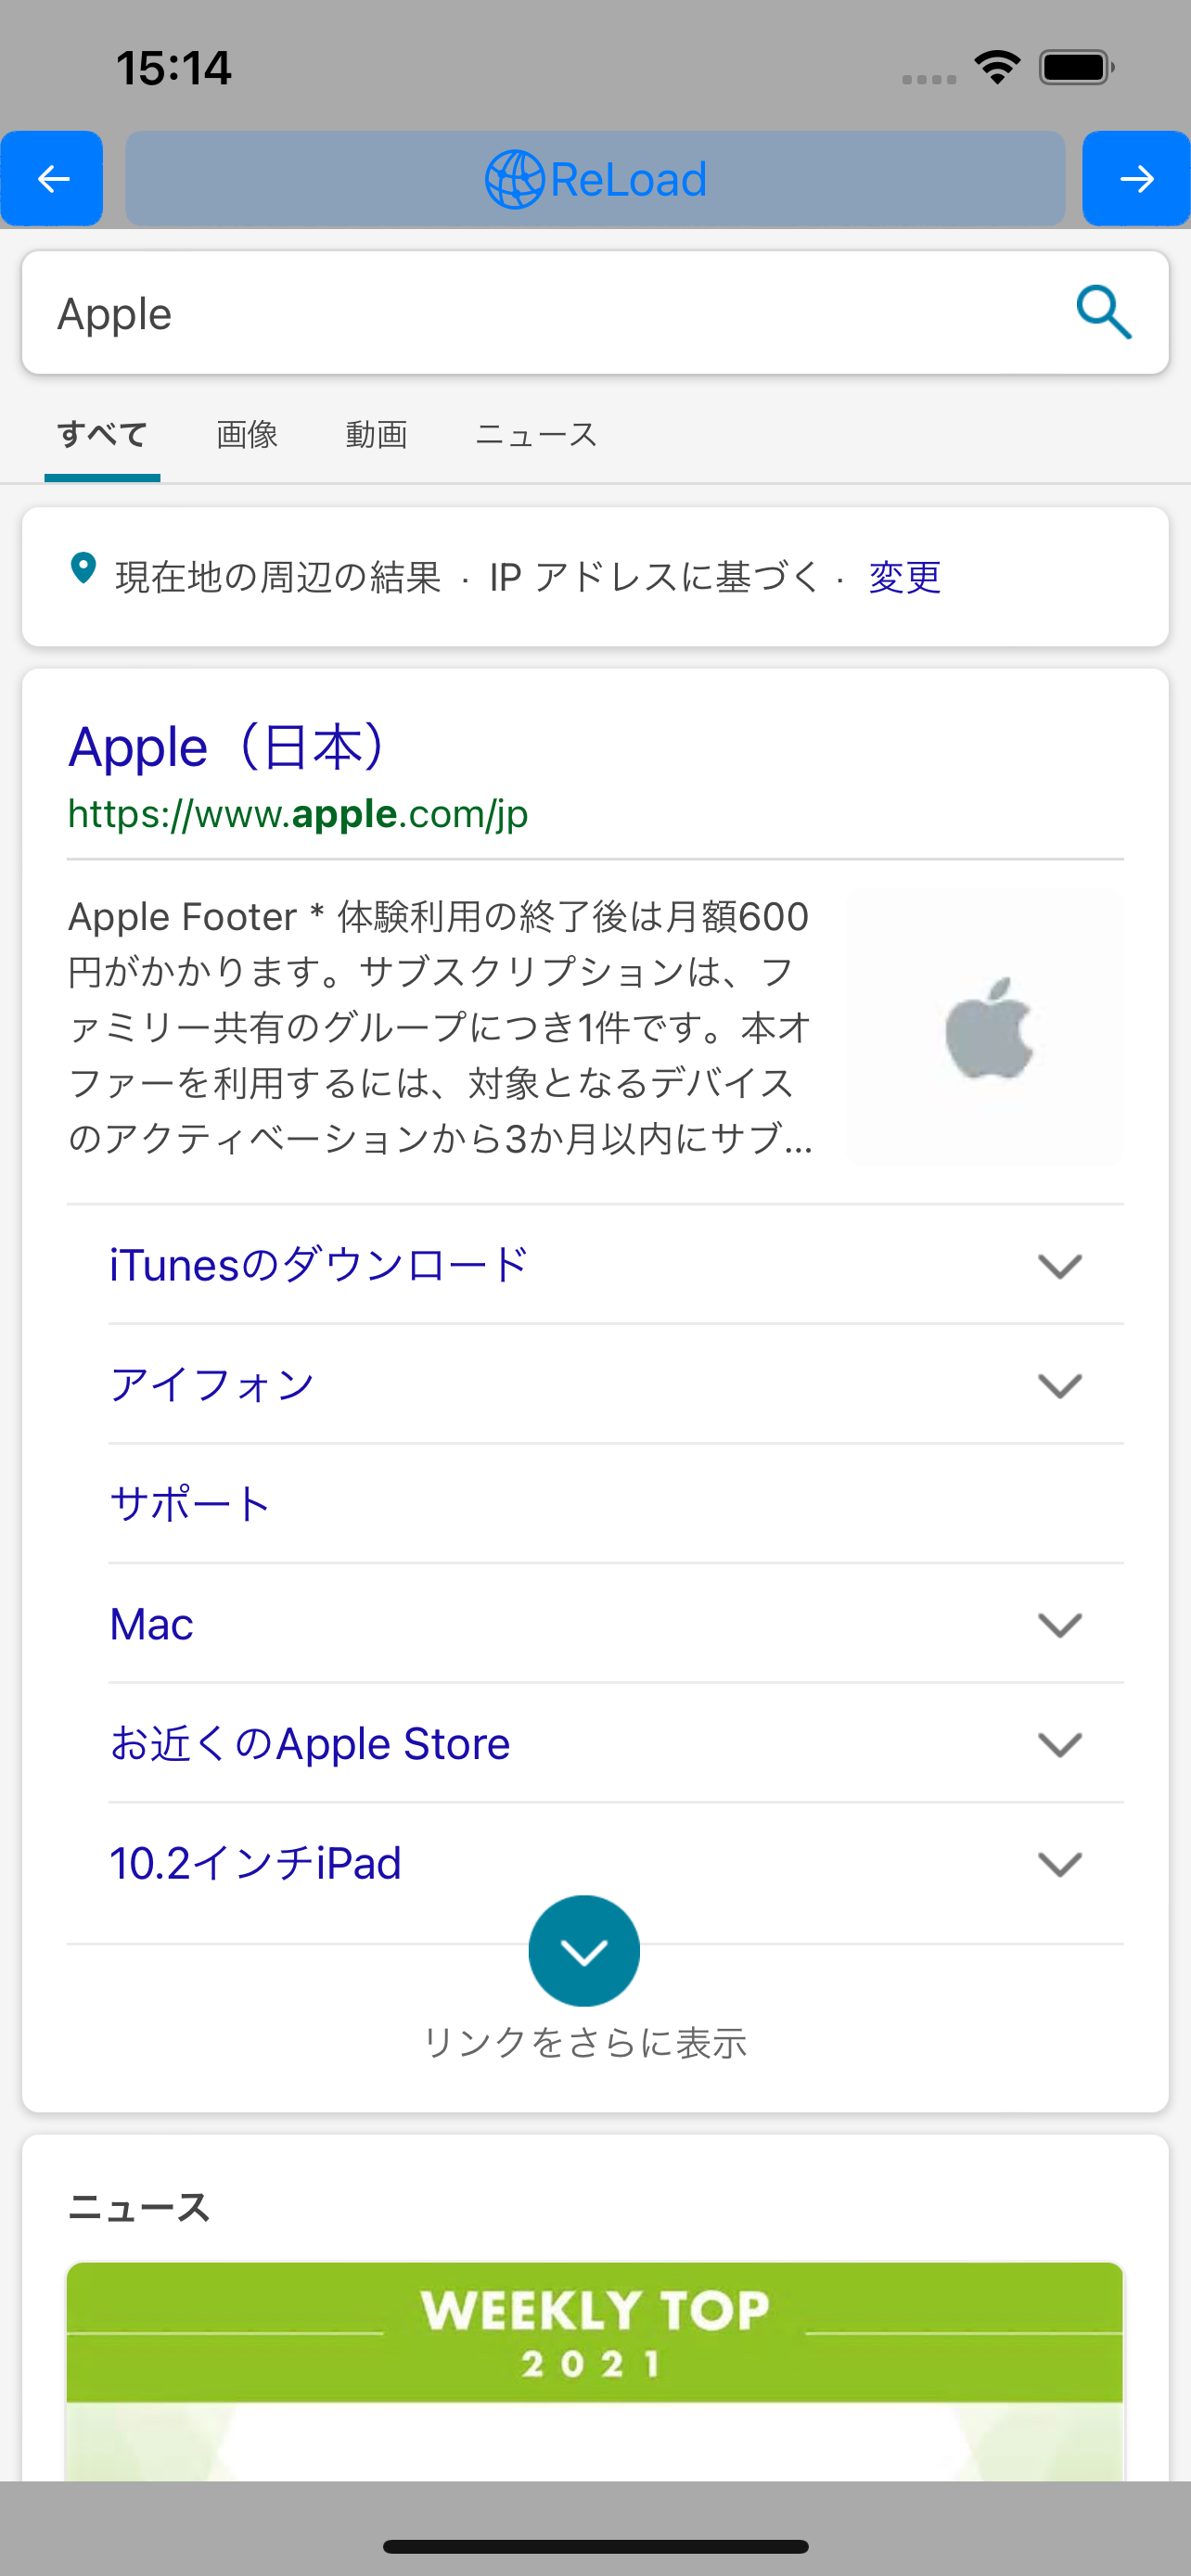 15:14
ReLoad
Apple
すべて 画像 動画 ニュース
現在地の周辺の結果 · IP アドレスに基づく · 変更
Apple（日本）
https://www.apple.com/jp
Apple Footer * 体験利用の終了後は月額600
円がかかります。サブスクリプションは、フ
ァミリー共有のグループにつき1件です。本オ
ファーを利用するには、対象となるデバイス
のアクティベーションから3か月以内にサブ...
iTunesのダウンロード
アイフォン
サポート
Mac
お近くのApple Store
10.2インチiPad
リンクをさらに表示
ニュース
WEEKLY TOP
2021